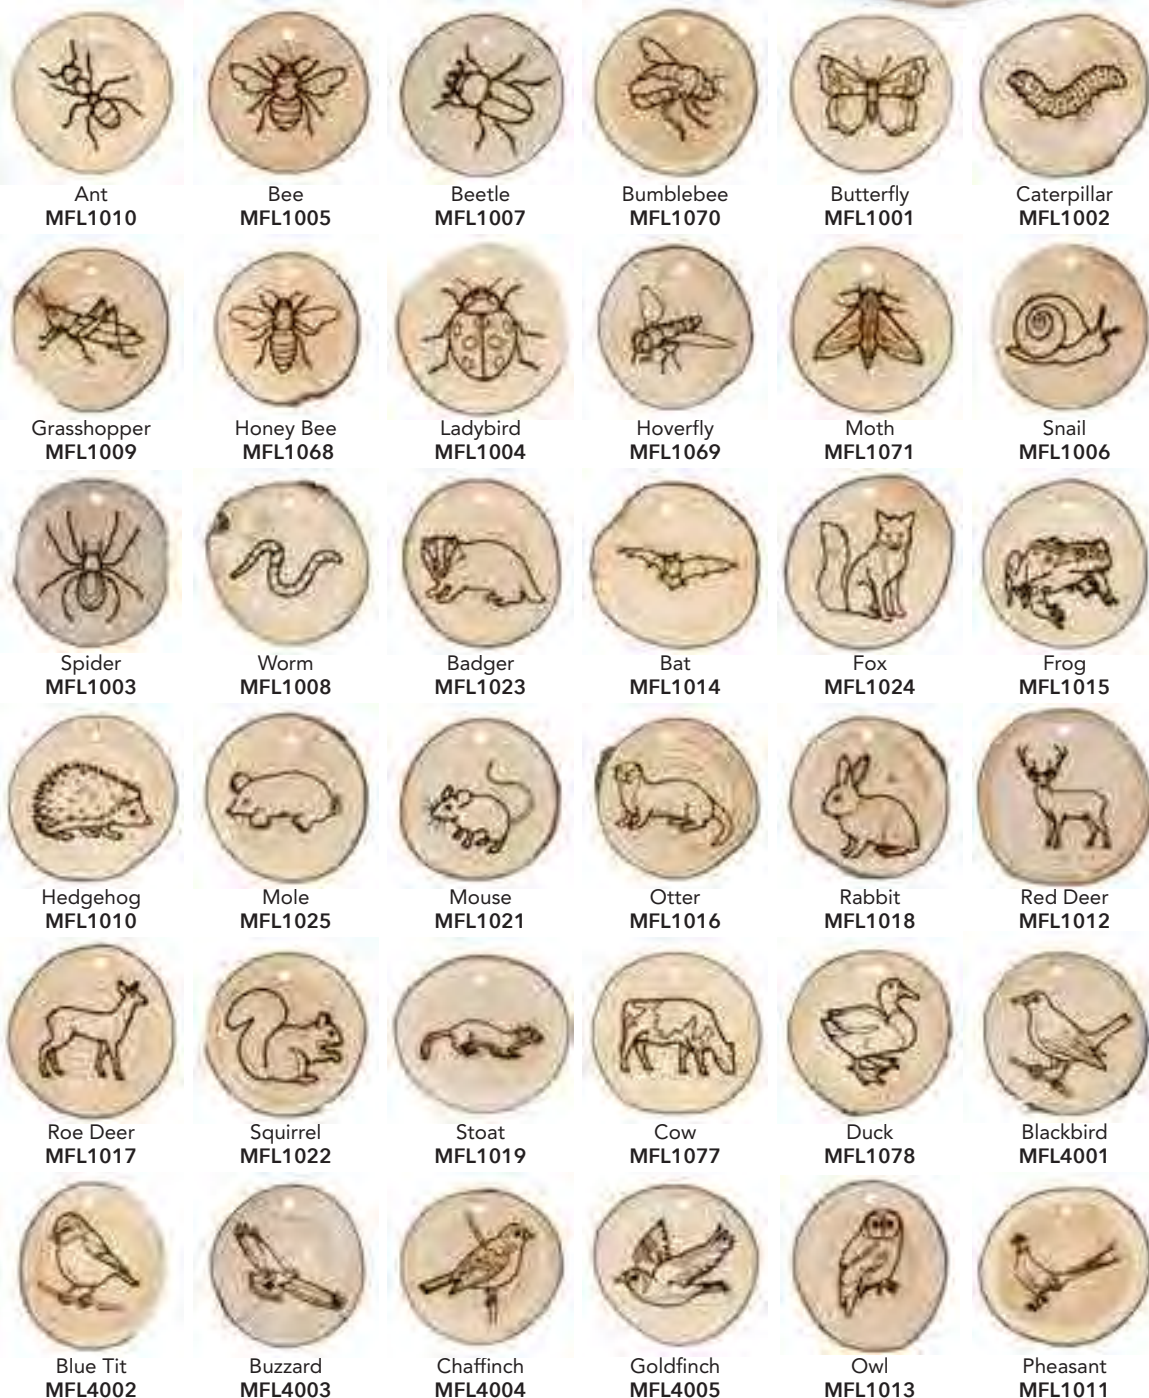 Ant
MFL1010
Bee
MFL1005
Beetle
MFL1007
Bumblebee
MFL1070
Butterfly
MFL1001
Caterpillar
MFL1002
Grasshopper
MFL1009
Honey Bee
MFL1068
Ladybird
MFL1004
Hoverfly
MFL1069
Moth
MFL1071
Snail
MFL1006
Spider
MFL1003
Worm
MFL1008
Badger
MFL1023
Bat
MFL1014
Fox
MFL1024
Frog
MFL1015
Hedgehog
MFL1010
Mole
MFL1025
Mouse
MFL1021
Otter
MFL1016
Rabbit
MFL1018
Red Deer
MFL1012
Roe Deer
MFL1017
Squirrel
MFL1022
Stoat
MFL1019
Cow
MFL1077
Duck
MFL1078
Blackbird
MFL4001
Blue Tit
MFL4002
Buzzard
MFL4003
Chaffinch
MFL4004
Goldfinch
MFL4005
Owl
MFL1013
Pheasant
MFL1011